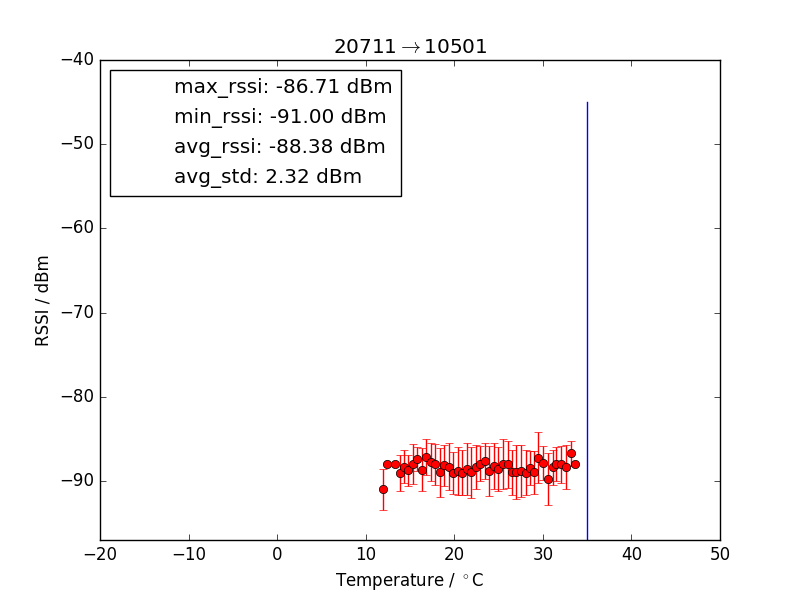 20711→10501
max_rssi: -86.71 dBm
min_rssi: -91.00 dBm
avg_rssi: -88.38 dBm
avg_std: 2.32 dBm
−40
−50
−60
−70
−80
−90
RSSI / dBm
−20 −10 0 10 20 30 40 50
Temperature / °C